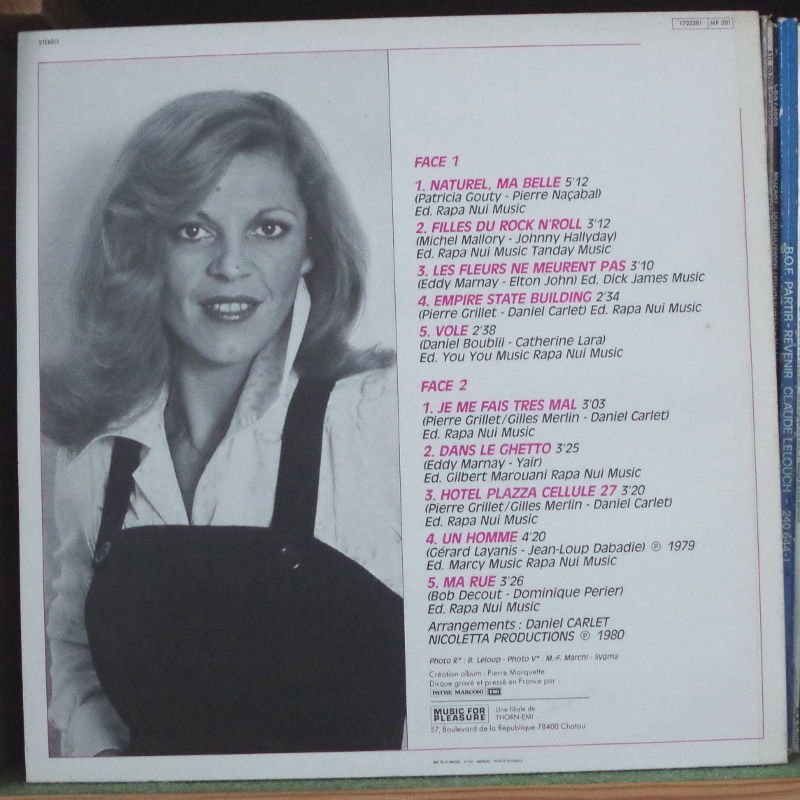 STÉRÉO
1722281 MF 201
FACE 1
1. NATUREL, MA BELLE 5'12
(Patricia Gouty - Pierre Naçabal)
Ed. Rapa Nui Music
2. FILLES DU ROCK N'ROLL 3'12
(Michel Mallory - Johnny Hallyday)
Ed. Rapa Nui Music Tanday Music
3. LES FLEURS NE MEURENT PAS 3'10
(Eddy Marnay - Elton John) Ed. Dick James Music
4. EMPIRE STATE BUILDING 2'34
(Pierre Grillet - Daniel Carlet) Ed. Rapa Nui Music
5. VOLE 2'38
(Daniel Boublil - Catherine Lara)
Ed. You You Music Rapa Nui Music
FACE 2
1. JE ME FAIS TRES MAL 3'03
(Pierre Grillet/Gilles Merlin - Daniel Carlet)
Ed. Rapa Nui Music
2. DANS LE GHETTO 3'25
(Eddy Marnay - Yair)
Ed. Gilbert Marouani Rapa Nui Music
3. HOTEL PLAZZA CELLULE 27 3'20
(Pierre Grillet/Gilles Merlin - Daniel Carlet)
Ed. Rapa Nui Music
4. UN HOMME 4'20
(Gérard Layanis - Jean-Loup Dabadie) ℗ 1979
Ed. Marcy Music Rapa Nui Music
5. MA RUE 3'26
(Bob Decout - Dominique Perier)
Ed. Rapa Nui Music
Arrangements : Daniel CARLET
NICOLETTA PRODUCTIONS ℗ 1980
Photo R° : B. Leloup - Photo V° : M.-F. Marchi - Sygma
Création album : Pierre Marquette
Disque gravé et pressé en France par :
PATHE MARCONI EMI
MUSIC FOR PLEASURE
Une filiale de
THORN-EMI
57, Boulevard de la République 78400 Chatou
B.O.F. PARTIR - REVENIR CLAUDE LELOUCH - 240 644-1